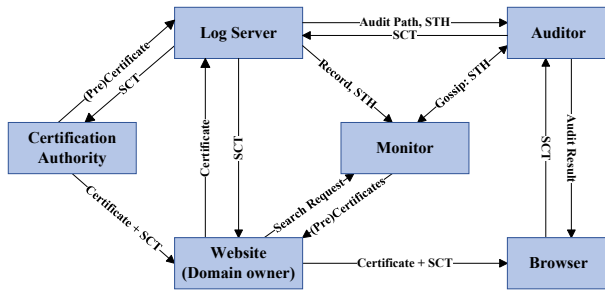 Log Server
Audit Path, STH
SCT
Auditor
(Pre)Certificate
SCT
Record, STH
Gossip: STH
Certification
Authority
Certificate
SCT
Monitor
SCT
Audit Result
Certificate + SCT
Search Request
(Pre)Certificates
Website
(Domain owner)
Certificate + SCT
Browser